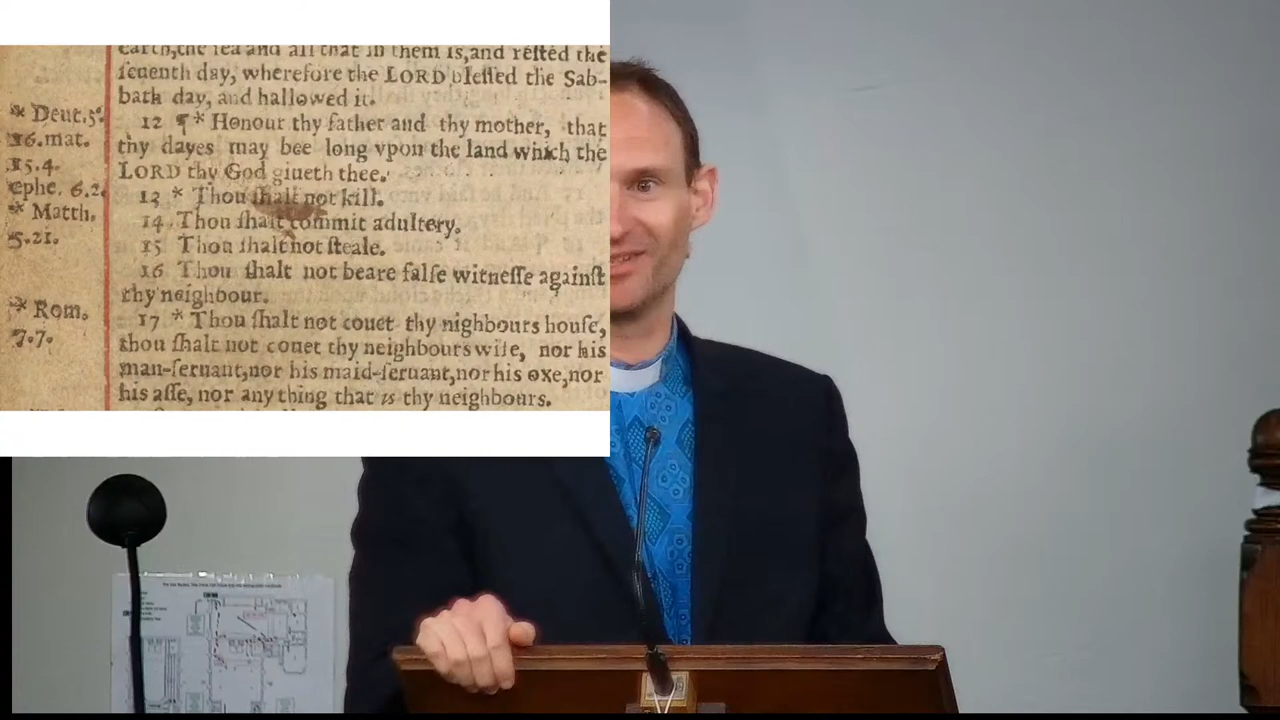 * Deut.5.
16.mat.
15.4.
ephe. 6.2.
* Matth.
5.21.
* Rom.
7.7.
earth,the ſea and all that in them is,and reſted the
ſeuenth day, wherefore the LORD bleſſed the Sab-
bath day, and hallowed it.
12 ¶ * Honour thy father and thy mother, that
thy dayes may bee long vpon the land which the
LORD thy God giueth thee.
13 * Thou ſhalt not kill.
14 Thou ſhalt commit adultery.
15 Thou ſhalt not ſteale.
16 Thou ſhalt not beare falſe witneſſe againſt
thy neighbour.
17 * Thou ſhalt not couet thy nighbours houſe,
thou ſhalt not couet thy neighbours wife, nor his
man-ſeruant,nor his maid-ſeruant,nor his oxe,nor
his aſſe, nor any thing that is thy neighbours.